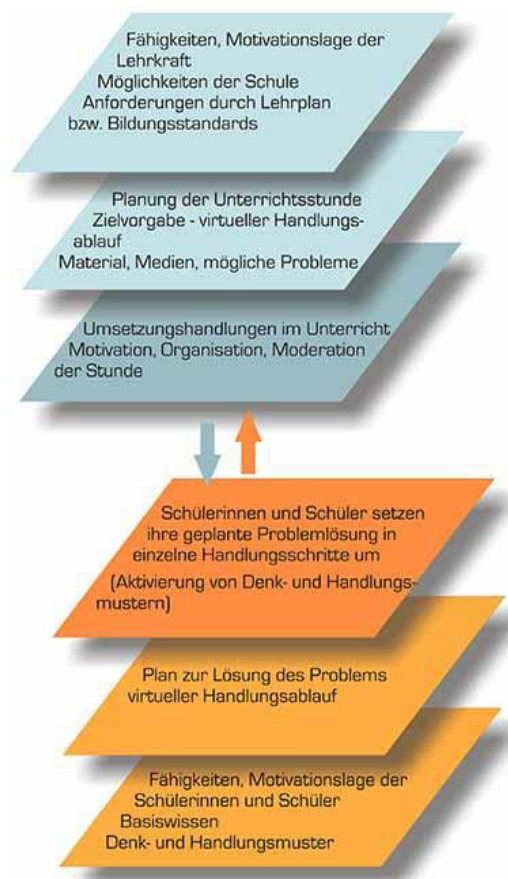 Fähigkeiten, Motivationslage der
Lehrkraft
Möglichkeiten der Schule
Anforderungen durch Lehrplan
bzw. Bildungsstandards
Planung der Unterrichtsstunde
Zielvorgabe - virtueller Handlungs-
ablauf
Material, Medien, mögliche Probleme
Umsetzungshandlungen im Unterricht
Motivation, Organisation, Moderation
der Stunde
Schülerinnen und Schüler setzen
ihre geplante Problemlösung in
einzelne Handlungsschritte um
(Aktivierung von Denk- und Handlungs-
mustern)
Plan zur Lösung des Problems
virtueller Handlungsablauf
Fähigkeiten, Motivationslage der
Schülerinnen und Schüler
Basiswissen
Denk- und Handlungsmuster